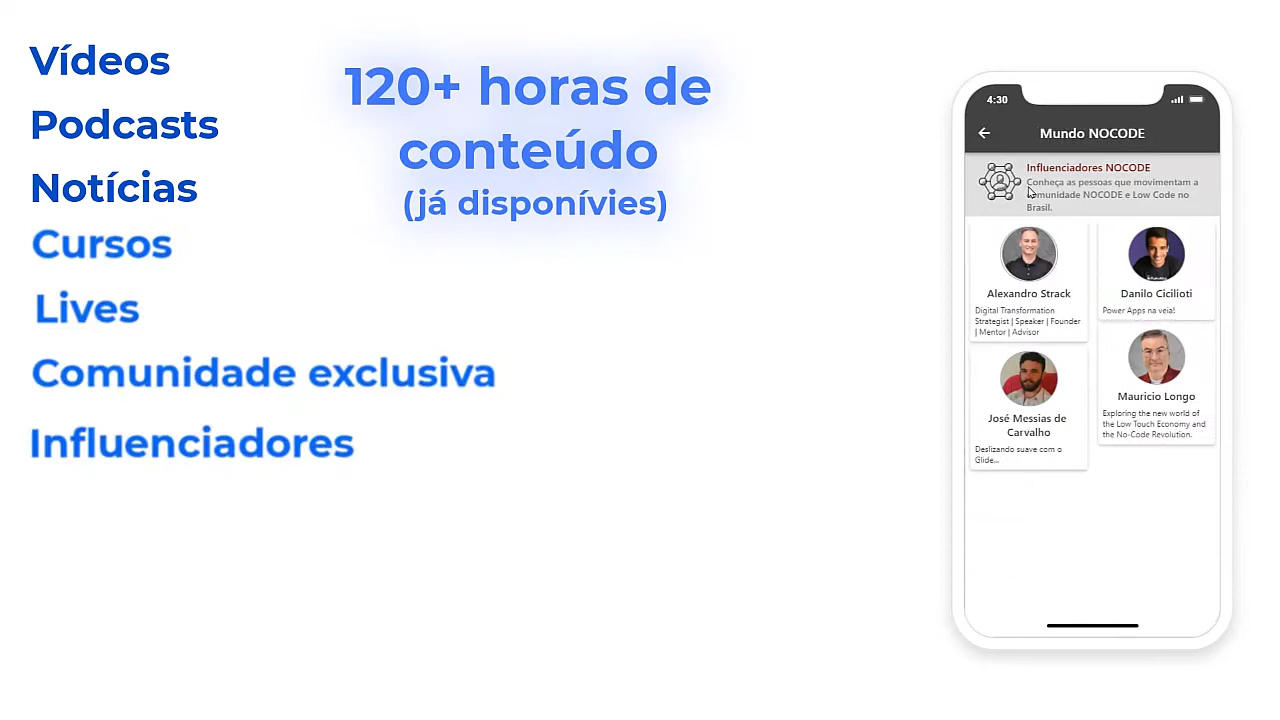 Vídeos
Podcasts
Notícias
Cursos
Lives
Comunidade exclusiva
Influenciadores
120+ horas de
conteúdo
(já disponívies)
4:30
Mundo NOCODE
Influenciadores NOCODE
Conheça as pessoas que movimentam a
comunidade NOCODE e Low Code no
Brasil.
Alexandro Strack
Digital Transformation
Strategist | Speaker | Founder
| Mentor | Advisor
Danilo Cicilioti
Power Apps na veia!
José Messias de
Carvalho
Deslizando suave com o
Glide...
Mauricio Longo
Exploring the new world of
the Low Touch Economy and
the No-Code Revolution.